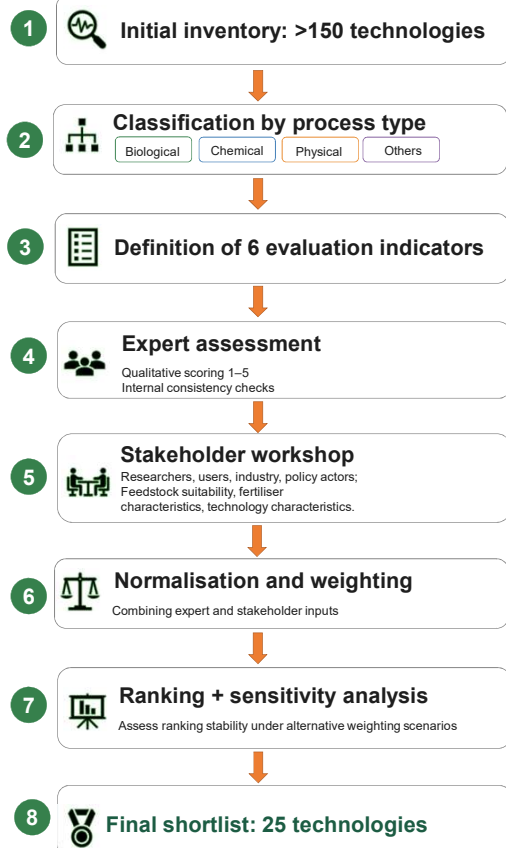 1
Initial inventory: >150 technologies
2
Classification by process type
Biological
Chemical
Physical
Others
3
Definition of 6 evaluation indicators
4
Expert assessment
Qualitative scoring 1–5
Internal consistency checks
5
Stakeholder workshop
Researchers, users, industry, policy actors;
Feedstock suitability, fertiliser
characteristics, technology characteristics.
6
Normalisation and weighting
Combining expert and stakeholder inputs
7
Ranking + sensitivity analysis
Assess ranking stability under alternative weighting scenarios
8
Final shortlist: 25 technologies